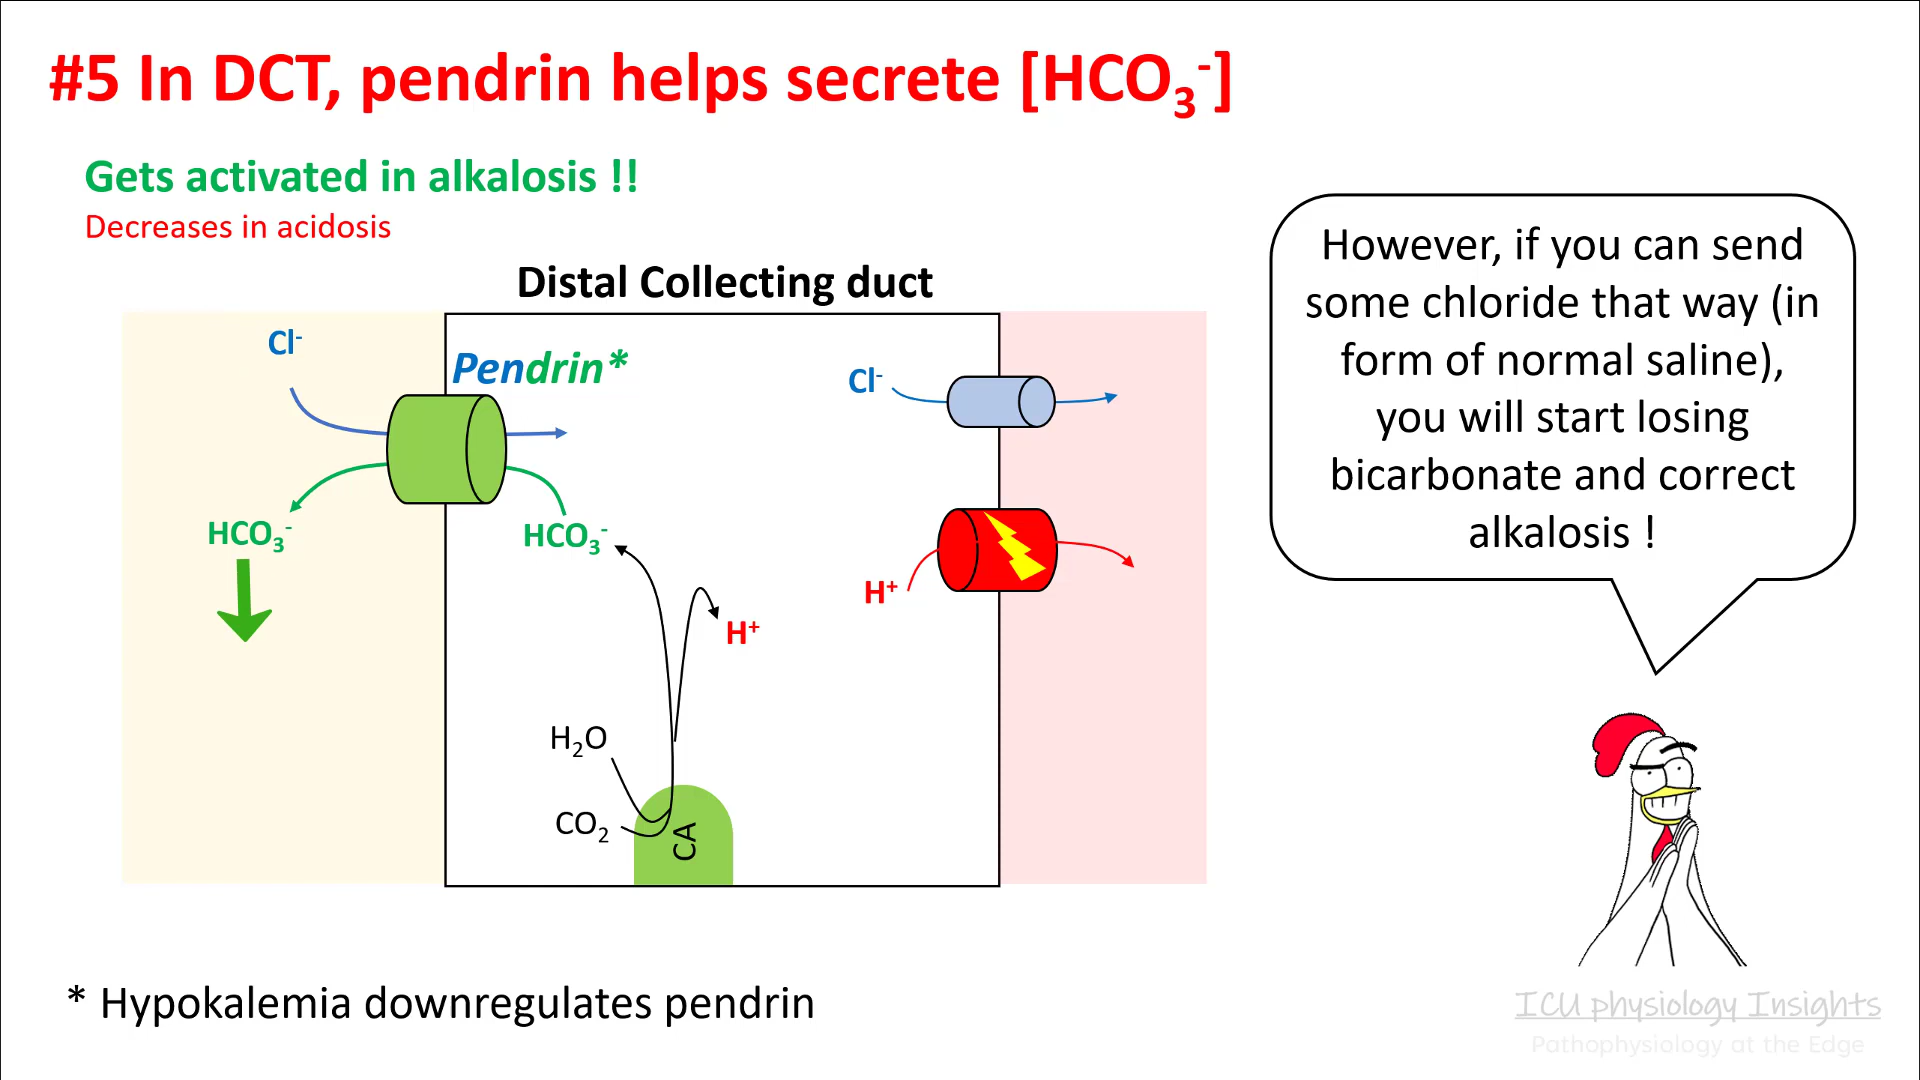 #5 In DCT, pendrin helps secrete [HCO₃⁻]
Gets activated in alkalosis !!
Decreases in acidosis
Distal Collecting duct
Cl⁻
Pendrin*
Cl⁻
HCO₃⁻
HCO₃⁻
H⁺
H⁺
H₂O
CO₂
CA
However, if you can send
some chloride that way (in
form of normal saline),
you will start losing
bicarbonate and correct
alkalosis !
* Hypokalemia downregulates pendrin
ICU physiology Insights
Pathophysiology at the Edge